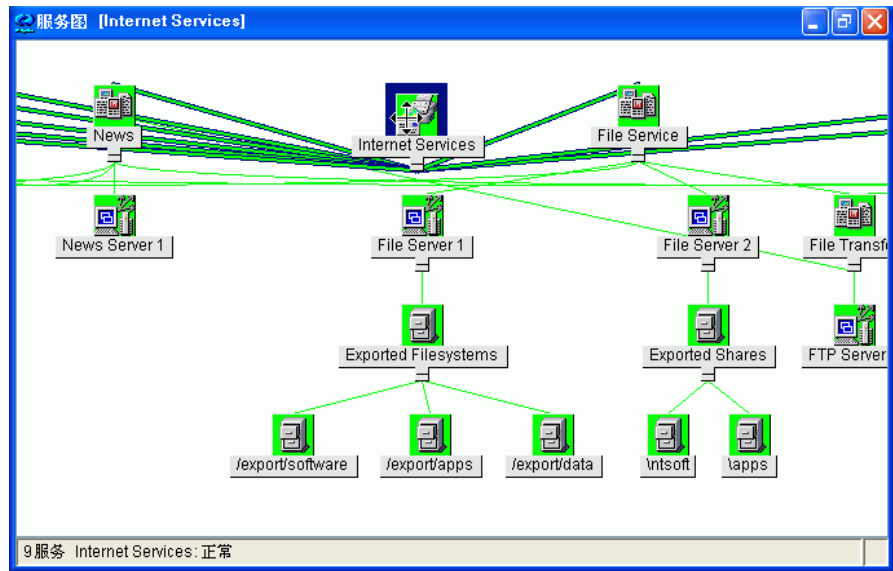 服务图 [Internet Services]
News
Internet Services
File Service
News Server 1
File Server 1
File Server 2
File Transf
Exported Filesystems
Exported Shares
FTP Server
/export/software
/export/apps
/export/data
\ntsoft
\apps
9服务 Internet Services: 正常